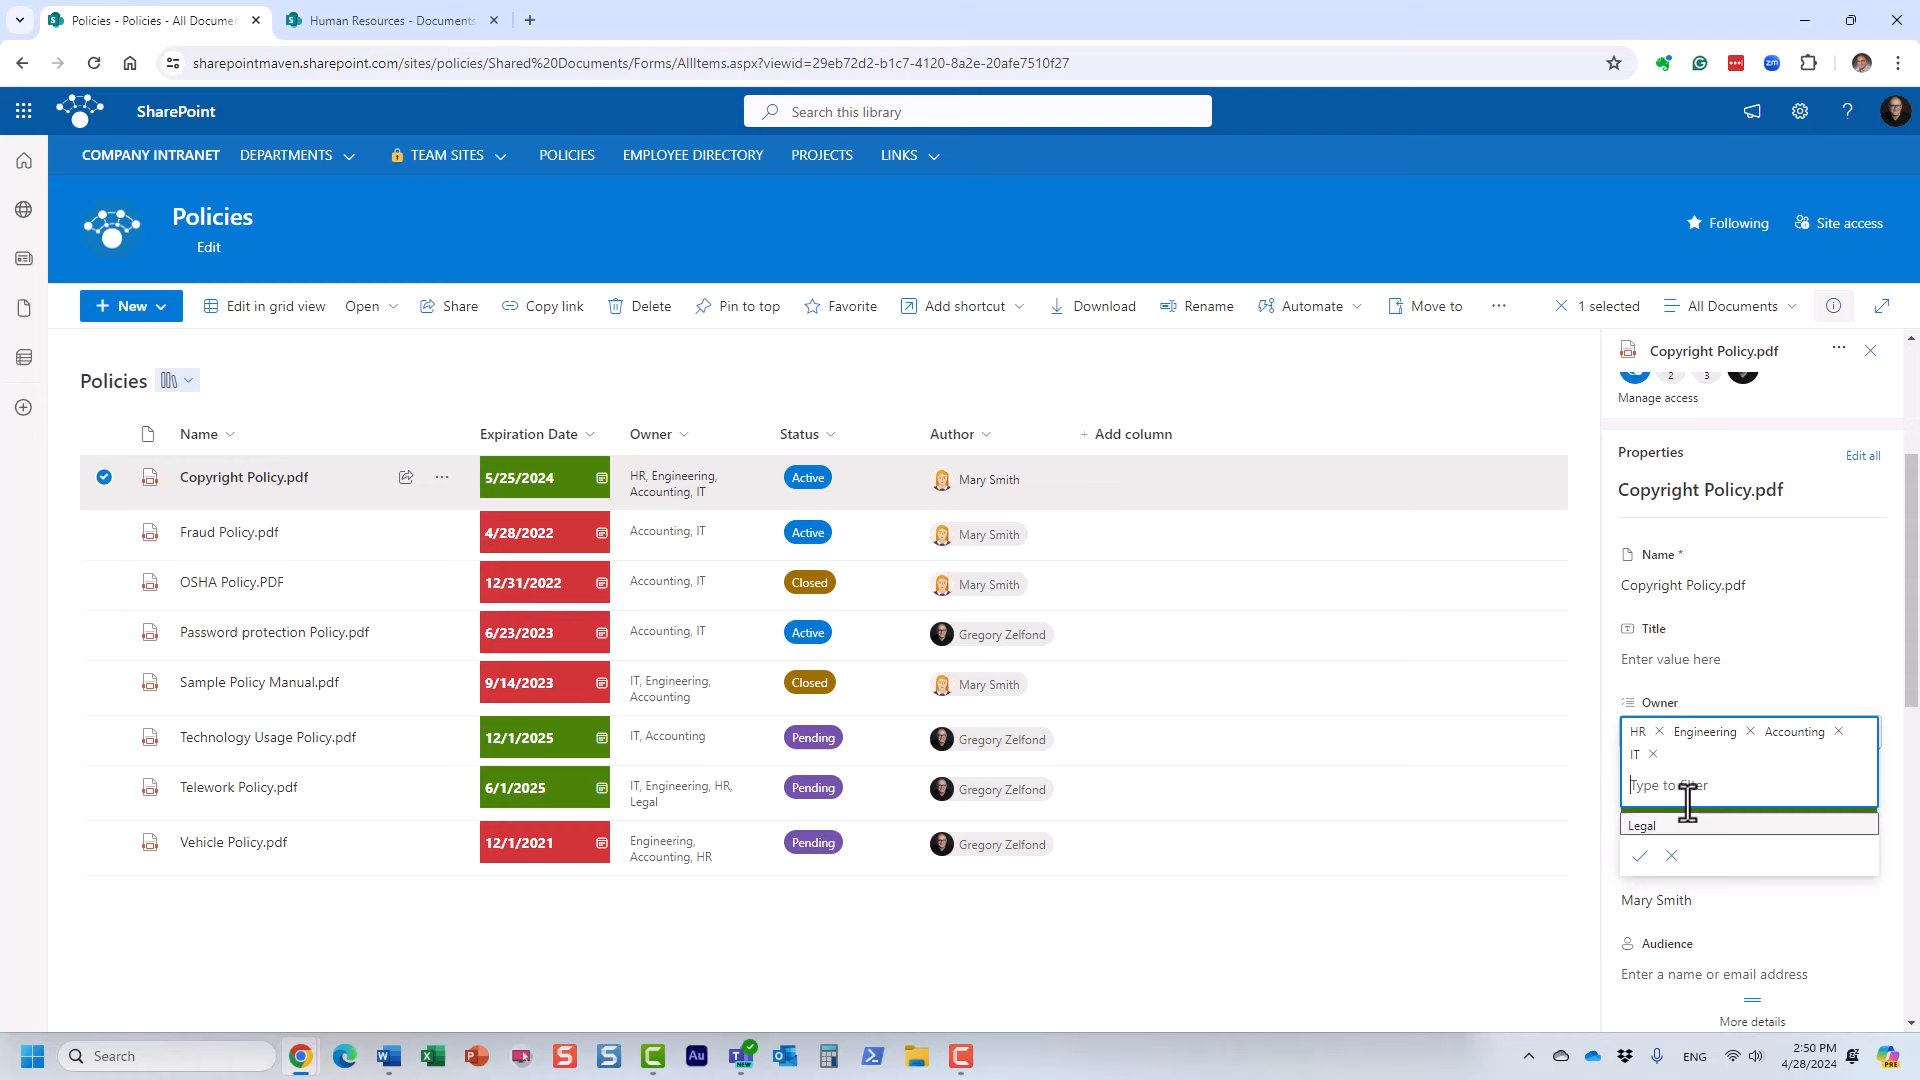 Policies - Policies - All Documen
Human Resources - Documents
sharepointmaven.sharepoint.com/sites/policies/Shared%20Documents/Forms/AllItems.aspx?viewid=29eb72d2-b1c7-4120-8a2e-20afe7510f27
SharePoint
Search this library
COMPANY INTRANET DEPARTMENTS TEAM SITES POLICIES EMPLOYEE DIRECTORY PROJECTS LINKS
Policies
Edit
Following Site access
New Edit in grid view Open Share Copy link Delete Pin to top Favorite Add shortcut Download Rename Automate Move to ··· 1 selected All Documents
Policies
Name Expiration Date Owner Status Author + Add column
Copyright Policy.pdf 5/25/2024 HR, Engineering, Active Mary Smith
Accounting, IT
Fraud Policy.pdf 4/28/2022 Accounting, IT Active Mary Smith
OSHA Policy.PDF 12/31/2022 Accounting, IT Closed Mary Smith
Password protection Policy.pdf 6/23/2023 Accounting, IT Active Gregory Zelfond
Sample Policy Manual.pdf 9/14/2023 IT, Engineering, Closed Mary Smith
Accounting
Technology Usage Policy.pdf 12/1/2025 IT, Accounting Pending Gregory Zelfond
Telework Policy.pdf 6/1/2025 IT, Engineering, HR, Pending Gregory Zelfond
Legal
Vehicle Policy.pdf 12/1/2021 Engineering, Pending Gregory Zelfond
Accounting, HR
Copyright Policy.pdf
2 3
Manage access
Properties Edit all
Copyright Policy.pdf
Name *
Copyright Policy.pdf
Title
Enter value here
Owner
HR Engineering Accounting
IT
Type to filter
Legal
Mary Smith
Audience
Enter a name or email address
More details
Search
Au
NEW
ENG
2:50 PM
4/28/2024
PRE